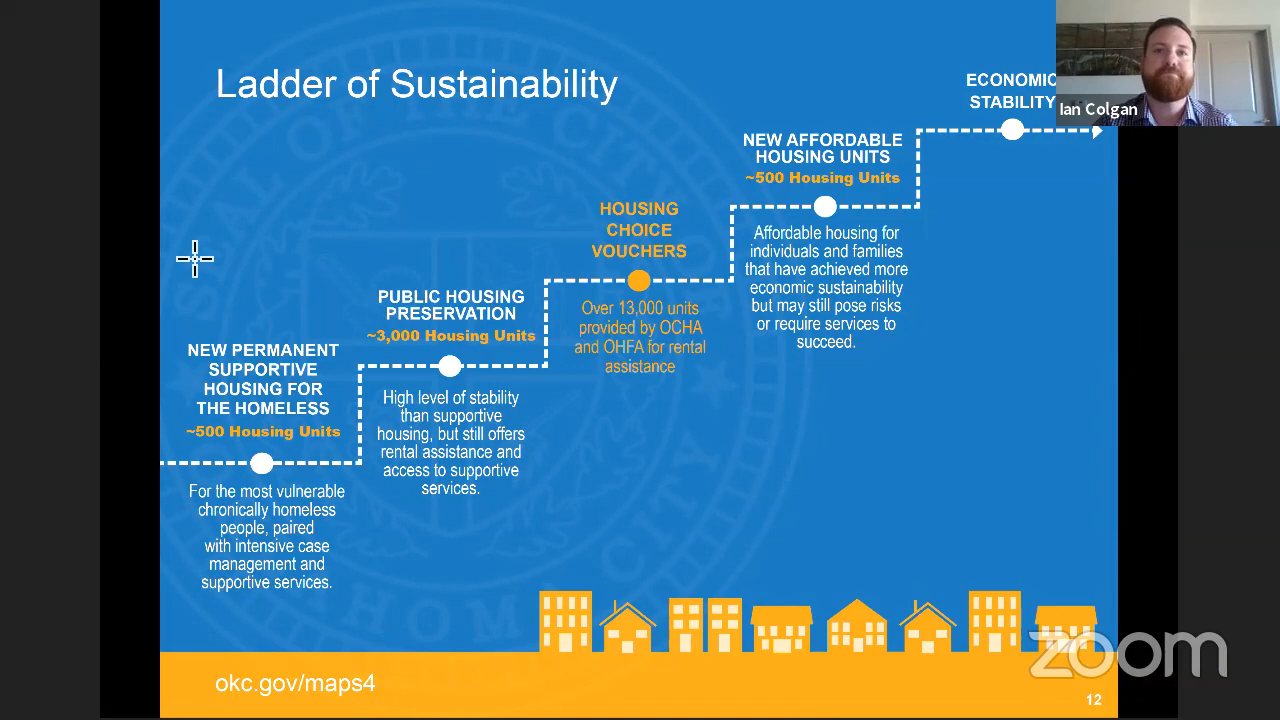 Ladder of Sustainability
NEW PERMANENT
SUPPORTIVE
HOUSING FOR
THE HOMELESS
~500 Housing Units
For the most vulnerable
chronically homeless
people, paired
with intensive case
management and
supportive services.
PUBLIC HOUSING
PRESERVATION
~3,000 Housing Units
High level of stability
than supportive
housing, but still offers
rental assistance and
access to supportive
services.
HOUSING
CHOICE
VOUCHERS
Over 13,000 units
provided by OCHA
and OHFA for rental
assistance
NEW AFFORDABLE
HOUSING UNITS
~500 Housing Units
Affordable housing for
individuals and families
that have achieved more
economic sustainability
but may still pose risks
or require services to
succeed.
ECONOMIC
STABILITY
Ian Colgan
okc.gov/maps4
12
zoom